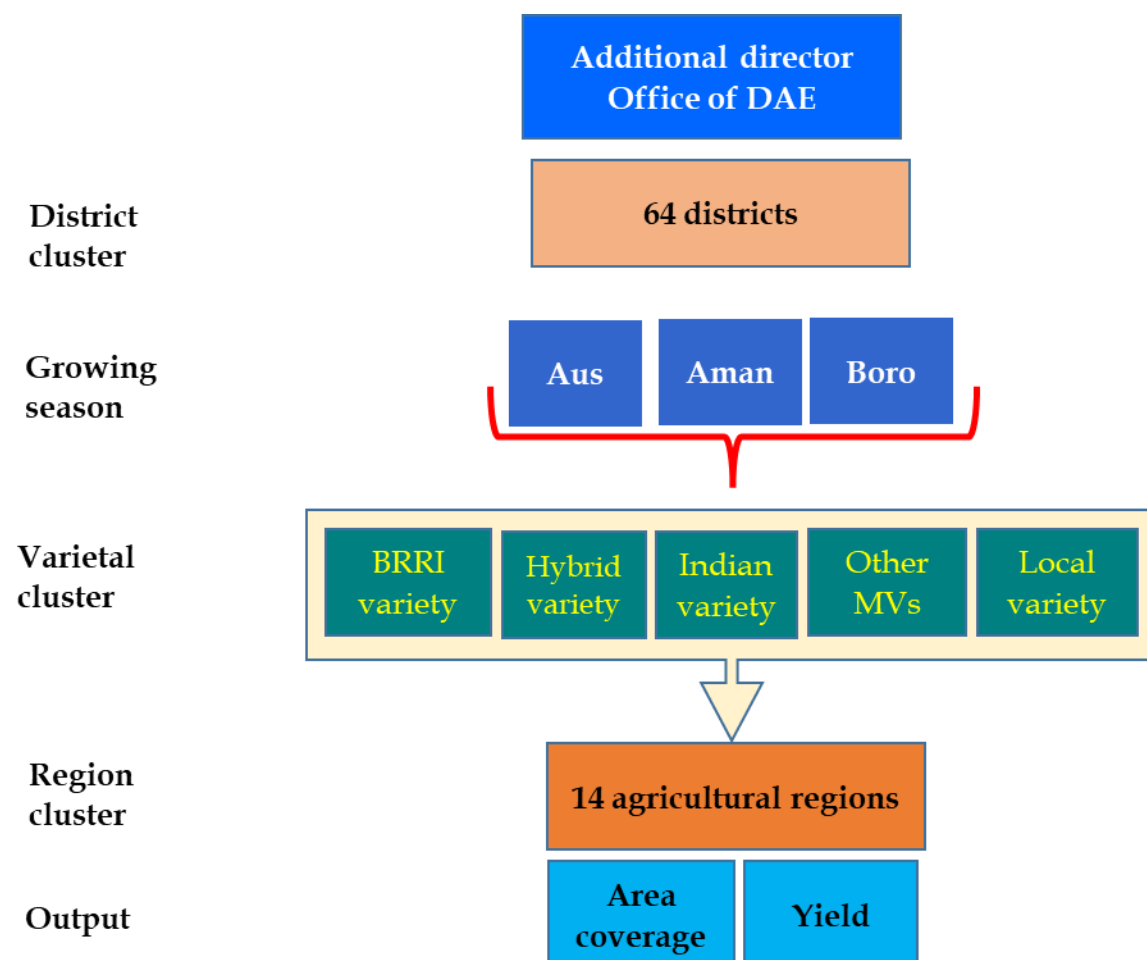 Additional director
Office of DAE
District
cluster
64 districts
Growing
season
Aus
Aman
Boro
Varietal
cluster
BRRI
variety
Hybrid
variety
Indian
variety
Other
MVs
Local
variety
Region
cluster
14 agricultural regions
Output
Area
coverage
Yield